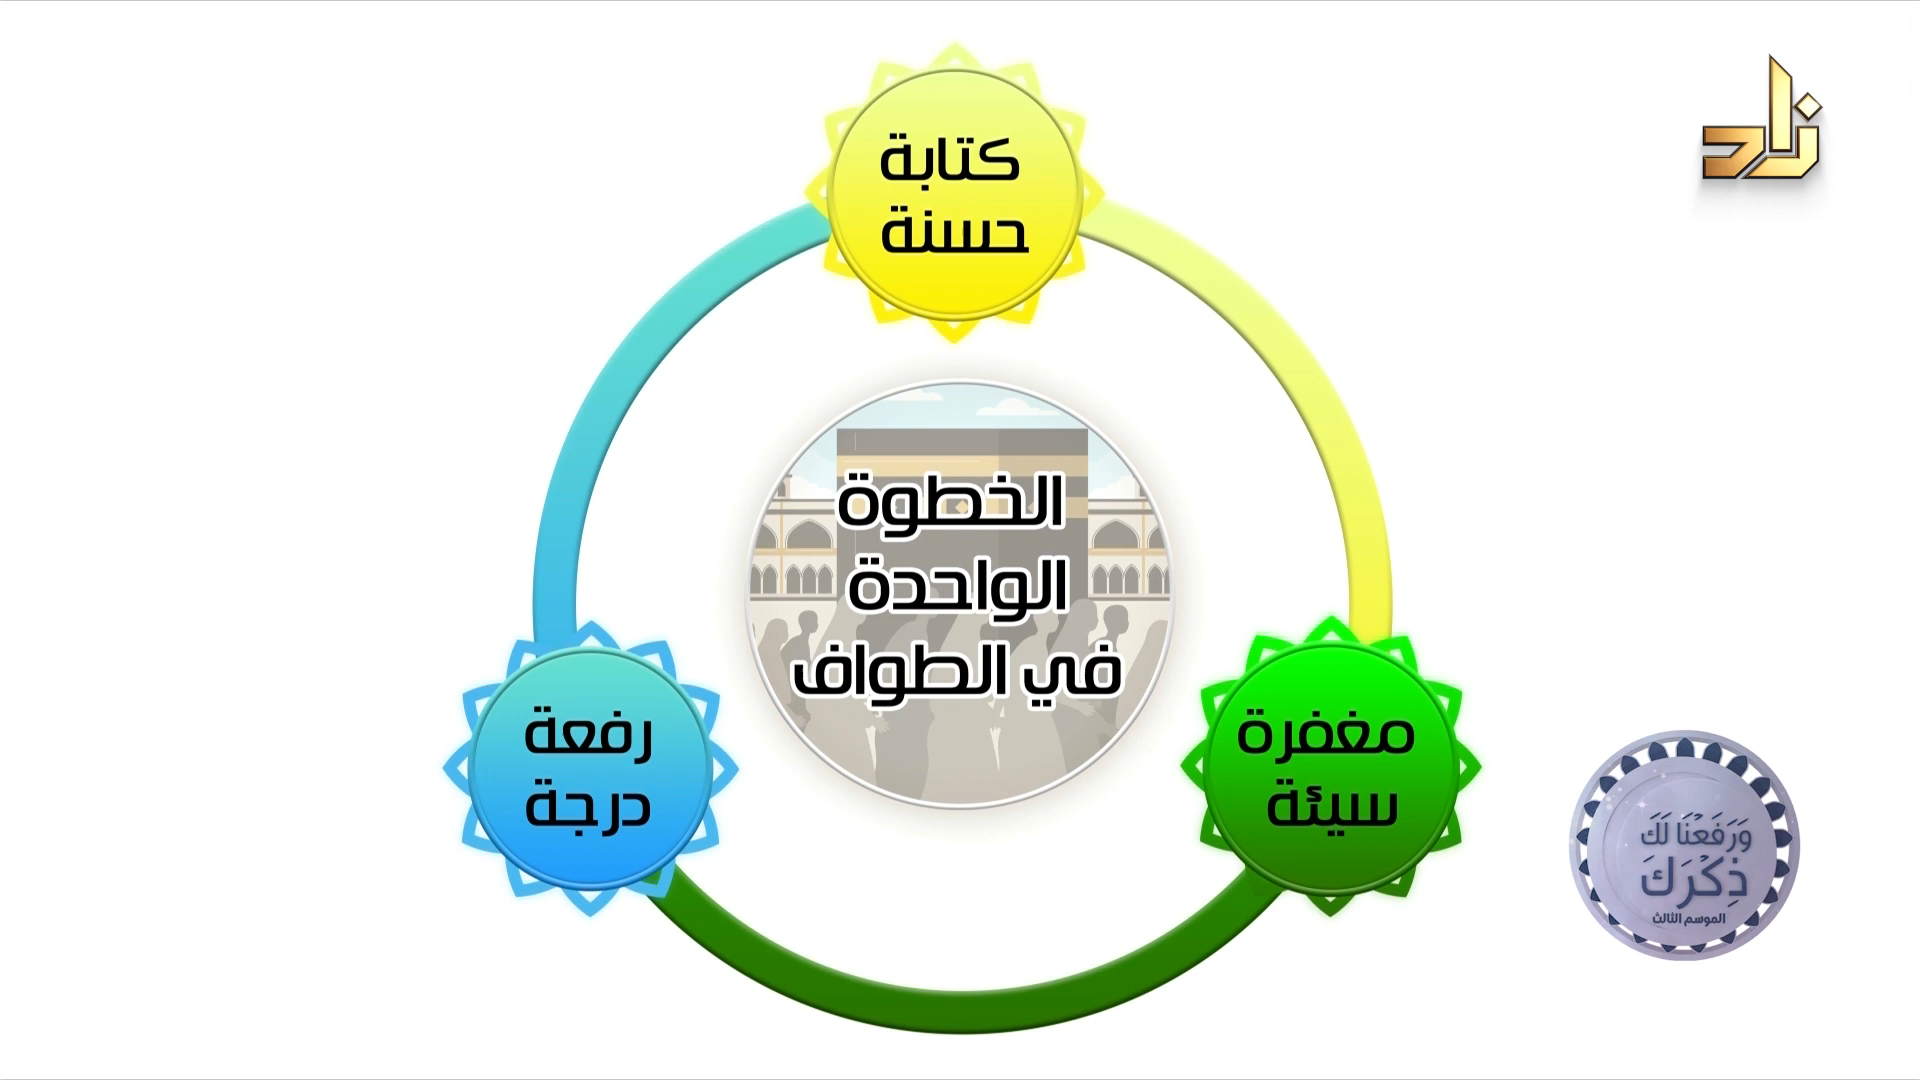 زاد
كتابة
حسنة
الخطوة
الواحدة
في الطواف
مغفرة
سيئة
رفعة
درجة
وَرَفَعْنَا لَكَ
ذِكْرَكَ
الموسم الثالث